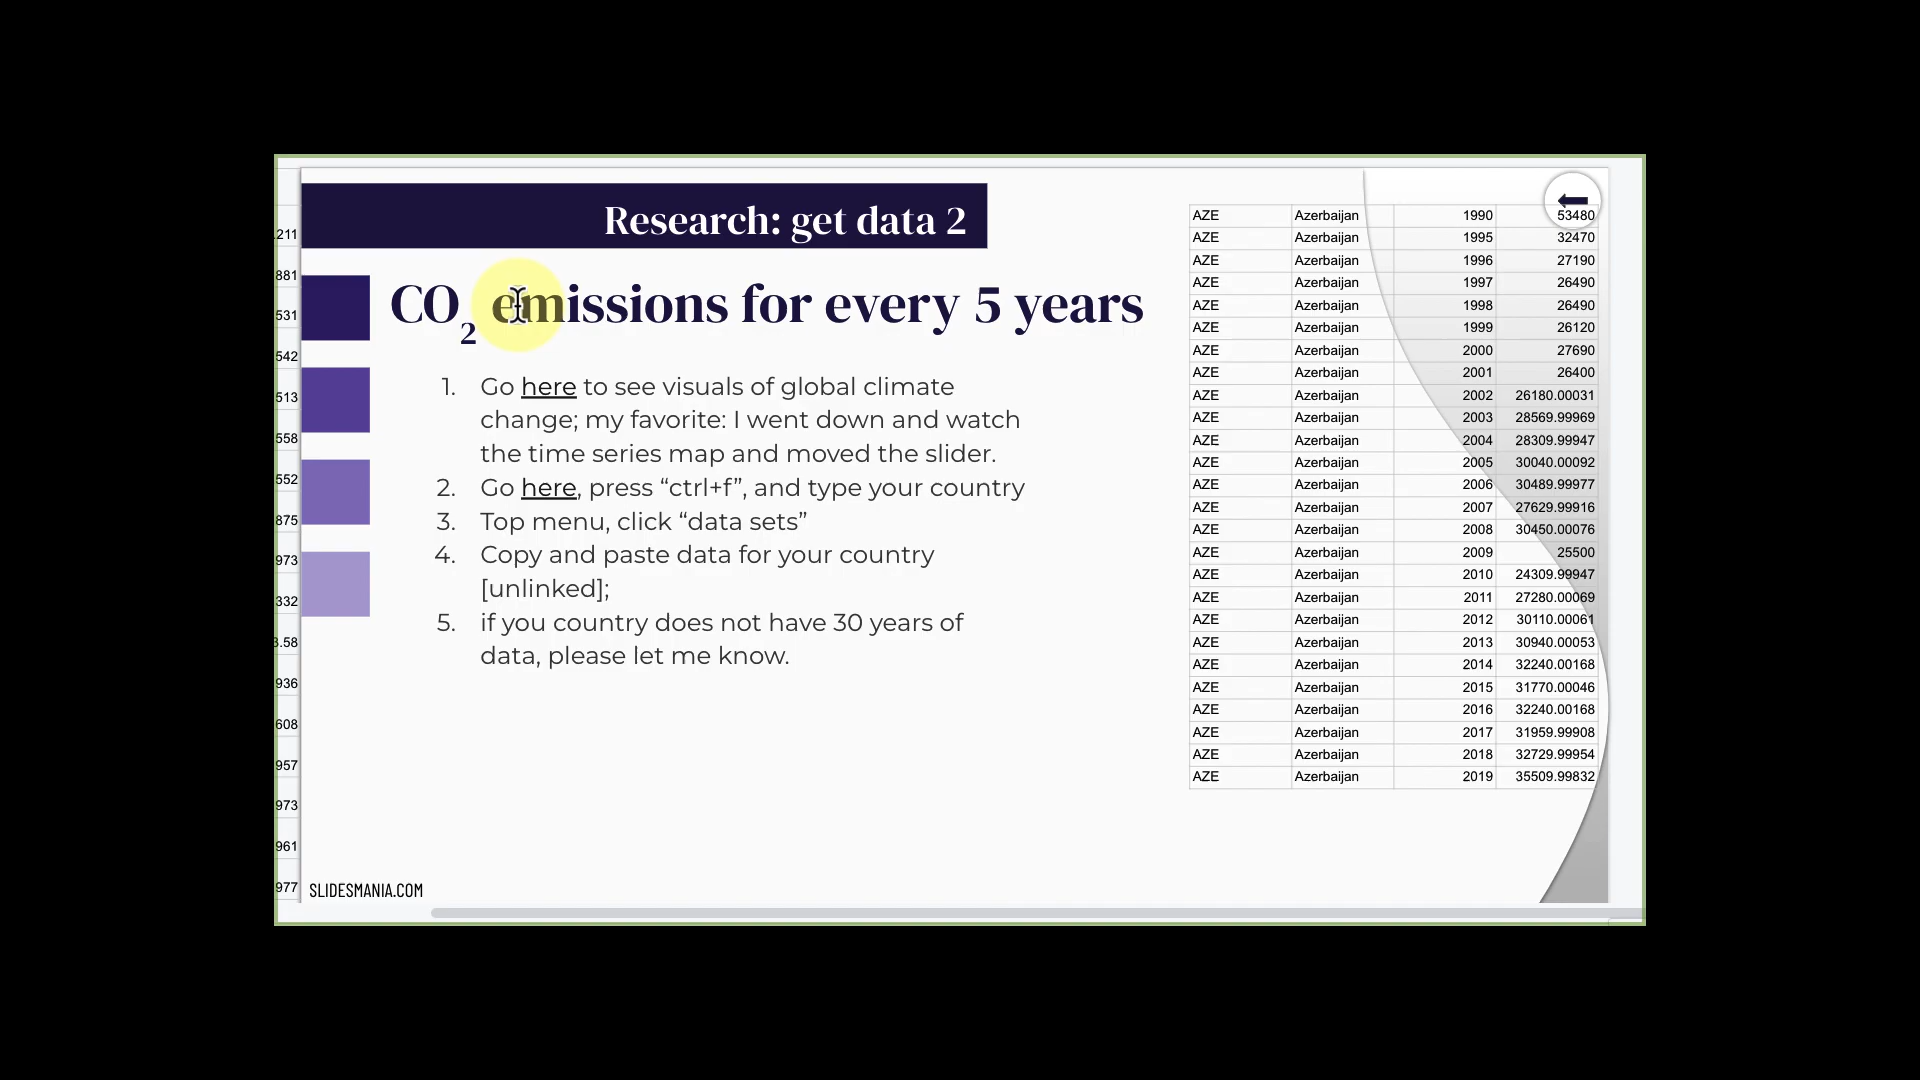 Research: get data 2
CO2 emissions for every 5 years
1. Go here to see visuals of global climate
change; my favorite: I went down and watch
the time series map and moved the slider.
2. Go here, press “ctrl+f”, and type your country
3. Top menu, click “data sets”
4. Copy and paste data for your country
[unlinked];
5. if you country does not have 30 years of
data, please let me know.
AZE Azerbaijan 1990 53480
AZE Azerbaijan 1995 32470
AZE Azerbaijan 1996 27190
AZE Azerbaijan 1997 26490
AZE Azerbaijan 1998 26490
AZE Azerbaijan 1999 26120
AZE Azerbaijan 2000 27690
AZE Azerbaijan 2001 26400
AZE Azerbaijan 2002 26180.00031
AZE Azerbaijan 2003 28569.99969
AZE Azerbaijan 2004 28309.99947
AZE Azerbaijan 2005 30040.00092
AZE Azerbaijan 2006 30489.99977
AZE Azerbaijan 2007 27629.99916
AZE Azerbaijan 2008 30450.00076
AZE Azerbaijan 2009 25500
AZE Azerbaijan 2010 24309.99947
AZE Azerbaijan 2011 27280.00069
AZE Azerbaijan 2012 30110.00061
AZE Azerbaijan 2013 30940.00053
AZE Azerbaijan 2014 32240.00168
AZE Azerbaijan 2015 31770.00046
AZE Azerbaijan 2016 32240.00168
AZE Azerbaijan 2017 31959.99908
AZE Azerbaijan 2018 32729.99954
AZE Azerbaijan 2019 35509.99832
.211
881
531
542
513
558
552
875
973
332
3.58
936
608
957
973
961
977
SLIDESMANIA.COM